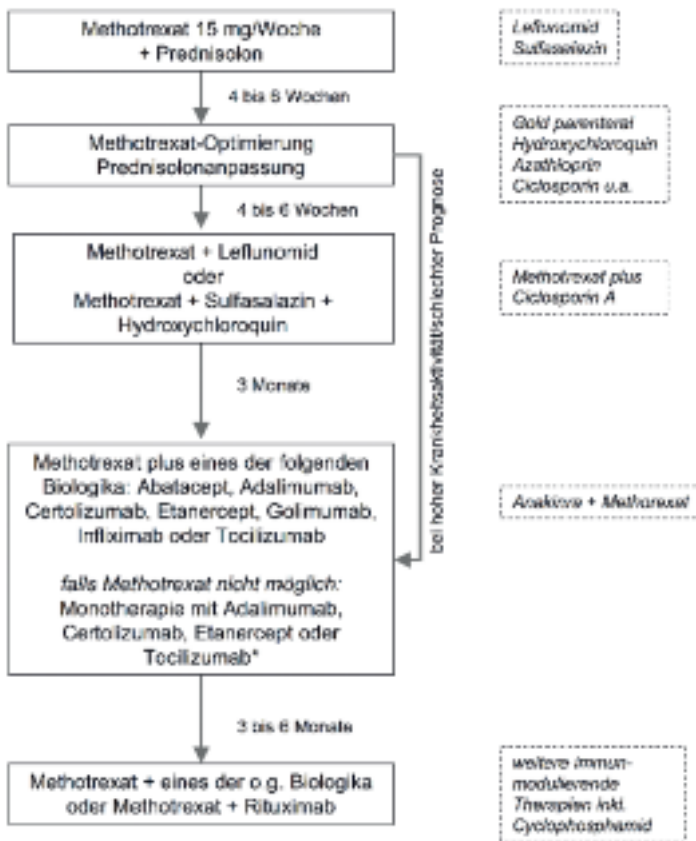 Methotrexat 15 mg/Woche
+ Prednisolon
Leflunomid
Sulfasalazin
4 bis 6 Wochen
Methotrexat-Optimierung
Prednisolonanpassung
Gold parenteral
Hydroxychloroquin
Azathioprin
Ciclosporin u.a.
4 bis 6 Wochen
bei hoher Krankheitsaktivität/schlechter Prognose
Methotrexat + Leflunomid
oder
Methotrexat + Sulfasalazin +
Hydroxychloroquin
Methotrexat plus
Ciclosporin A
3 Monate
Methotrexat plus eines der folgenden
Biologika: Abatacept, Adalimumab,
Certolizumab, Etanercept, Golimumab,
Infliximab oder Tocilizumab
falls Methotrexat nicht möglich:
Monotherapie mit Adalimumab,
Certolizumab, Etanercept oder
Tocilizumab*
Anakinra + Methorexat
3 bis 6 Monate
Methotrexat + eines der o g. Biologika
oder Methotrexat + Rituximab
weitere immun-
modulierende
Therapien inkl.
Cyclophosphamid